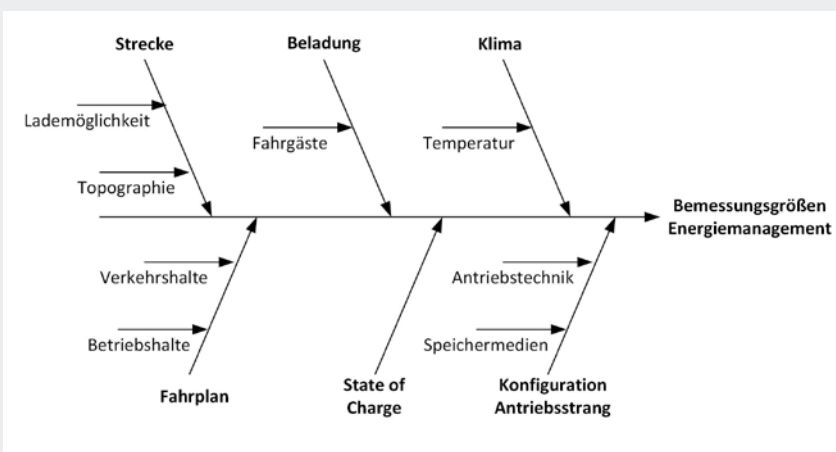 Strecke
Beladung
Klima
Lademöglichkeit
Fahrgäste
Temperatur
Topographie
Bemessungsgrößen
Energiemanagement
Verkehrshalte
Antriebstechnik
Betriebshalte
Speichermedien
Fahrplan
State of
Charge
Konfiguration
Antriebsstrang